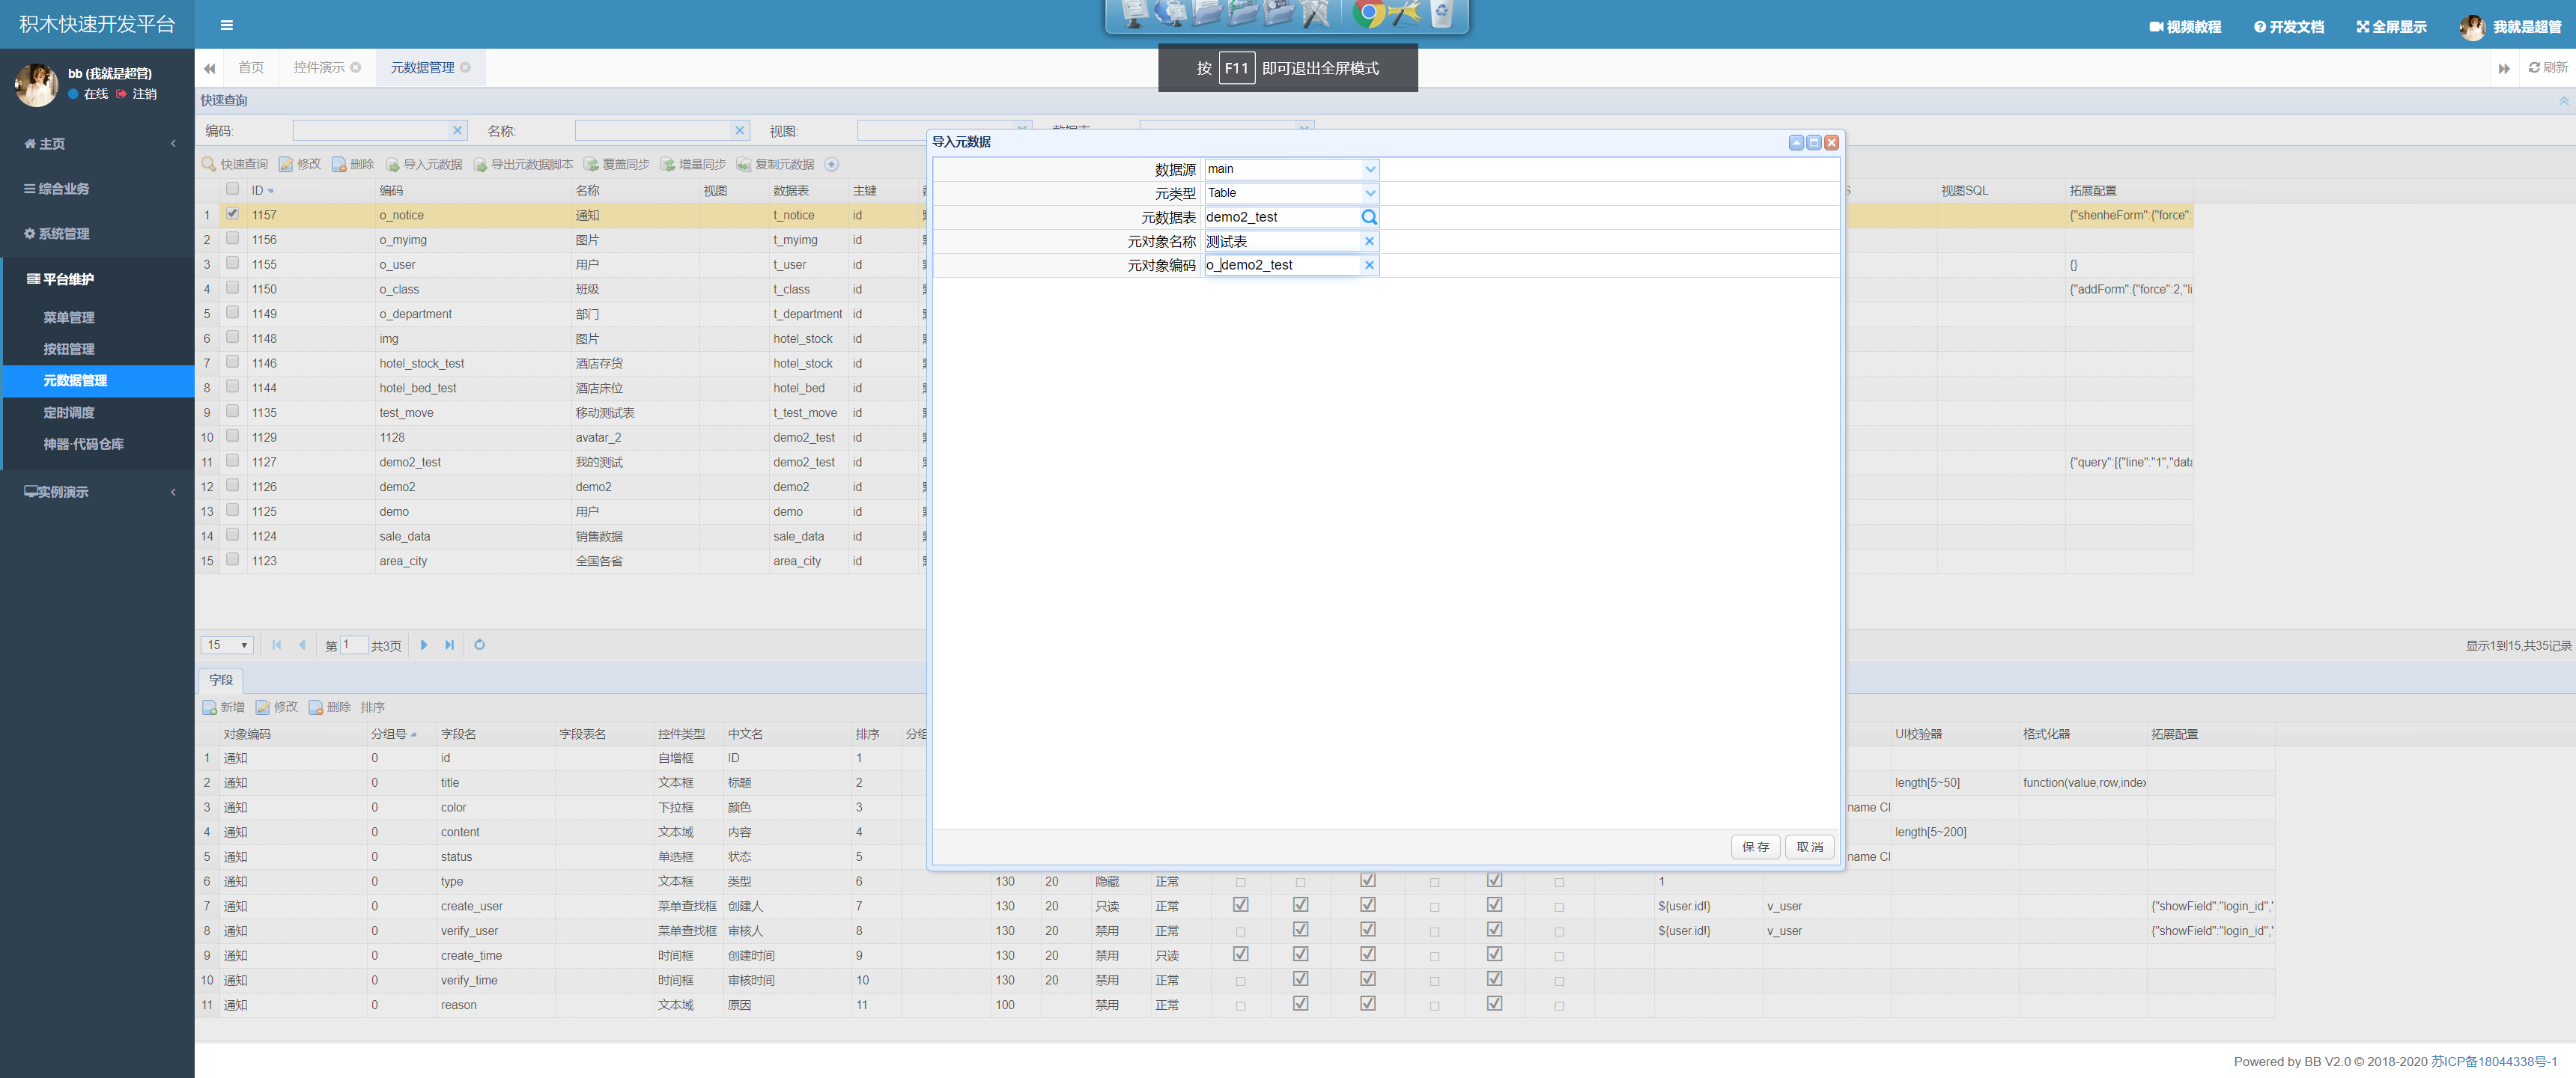 积木快速开发平台
视频教程 开发文档 全屏显示 我就是超管
按 F11 即可退出全屏模式
bb (我就是超管)
在线 注销
首页 控件演示 元数据管理 刷新
主页
综合业务
系统管理
平台维护
菜单管理
按钮管理
元数据管理
定时调度
神器·代码仓库
实例演示
快速查询
编码: 名称: 视图:
快速查询 修改 删除 导入元数据 导出元数据脚本 覆盖同步 增量同步 复制元数据
ID 编码 名称 视图 数据表 主键 视图SQL 拓展配置
1 1157 o_notice 通知 t_notice id {"shenheForm":{"force":
2 1156 o_myimg 图片 t_myimg id
3 1155 o_user 用户 t_user id {}
4 1150 o_class 班级 t_class id {"addForm":{"force":2,"li
5 1149 o_department 部门 t_department id
6 1148 img 图片 hotel_stock id
7 1146 hotel_stock_test 酒店存货 hotel_stock id
8 1144 hotel_bed_test 酒店床位 hotel_bed id
9 1135 test_move 移动测试表 t_test_move id
10 1129 1128 avatar_2 demo2_test id
11 1127 demo2_test 我的测试 demo2_test id {"query":[{"line":"1","data
12 1126 demo2 demo2 demo2 id
13 1125 demo 用户 demo id
14 1124 sale_data 销售数据 sale_data id
15 1123 area_city 全国各省 area_city id
15 第 1 共3页 显示1到15,共35记录
导入元数据
数据源 main
元类型 Table
元数据表 demo2_test
元对象名称 测试表
元对象编码 o_demo2_test
保存 取消
字段
新增 修改 删除 排序
对象编码 分组号 字段名 字段表名 控件类型 中文名 排序 分组 UI校验器 格式化器 拓展配置
1 通知 0 id 自增框 ID 1
2 通知 0 title 文本框 标题 2 length[5~50] function(value,row,index
3 通知 0 color 下拉框 颜色 3 name CI
4 通知 0 content 文本域 内容 4 length[5~200]
5 通知 0 status 单选框 状态 5 name CI
6 通知 0 type 文本框 类型 6 130 20 隐藏 正常 1
7 通知 0 create_user 菜单查找框 创建人 7 130 20 只读 正常 ${user.id!} v_user {"showField":"login_id","
8 通知 0 verify_user 菜单查找框 审核人 8 130 20 禁用 正常 ${user.id!} v_user {"showField":"login_id","
9 通知 0 create_time 时间框 创建时间 9 130 20 禁用 只读
10 通知 0 verify_time 时间框 审核时间 10 130 20 禁用 正常
11 通知 0 reason 文本域 原因 11 100 禁用 正常
Powered by BB V2.0 © 2018-2020 苏ICP备18044338号-1